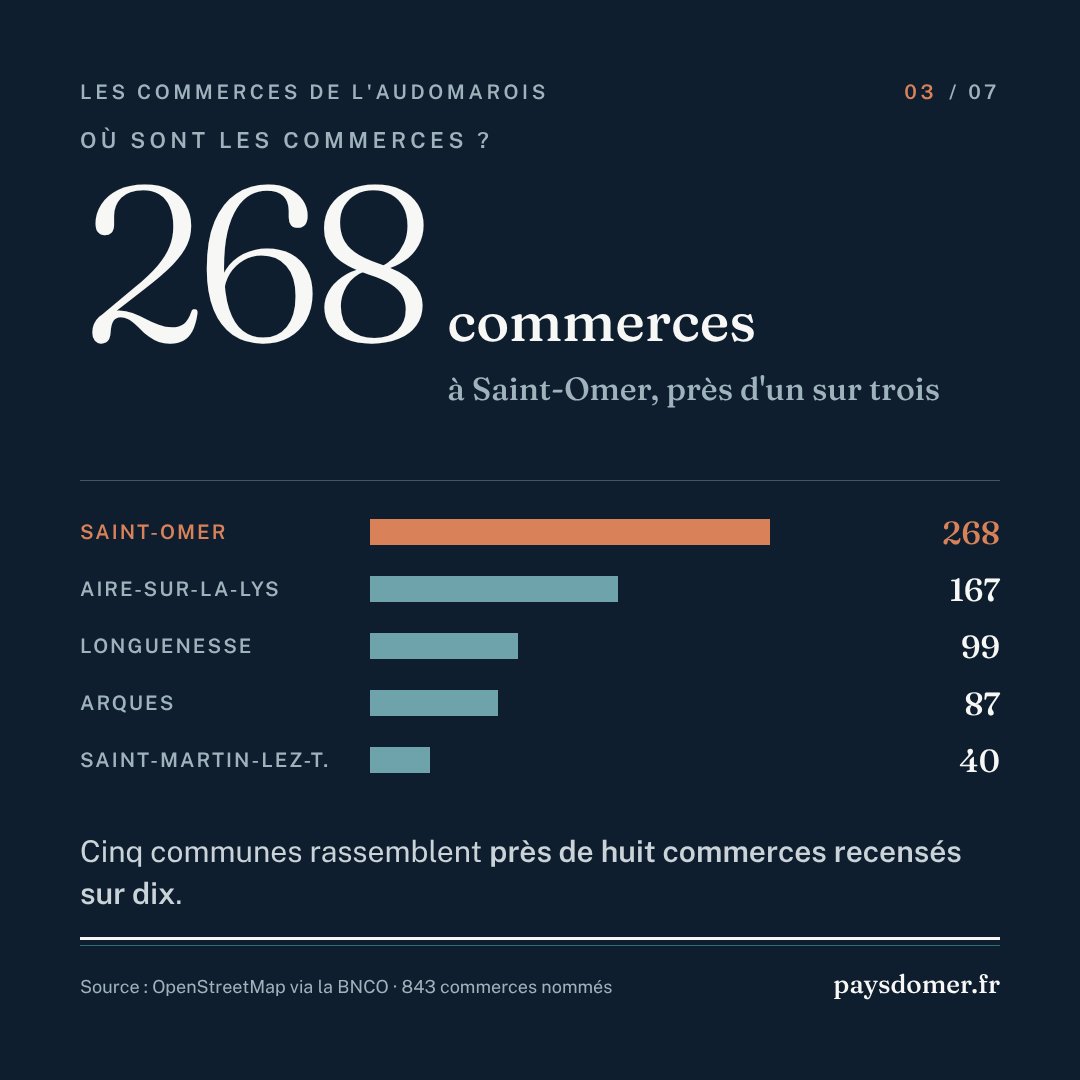 LES COMMERCES DE L'AUDOMAROIS 03 / 07
OÙ SONT LES COMMERCES ?
268 commerces
à Saint-Omer, près d'un sur trois
SAINT-OMER 268
AIRE-SUR-LA-LYS 167
LONGUENESSE 99
ARQUES 87
SAINT-MARTIN-LEZ-T. 40
Cinq communes rassemblent près de huit commerces recensés
sur dix.
Source : OpenStreetMap via la BNCO · 843 commerces nommés paysdomer.fr